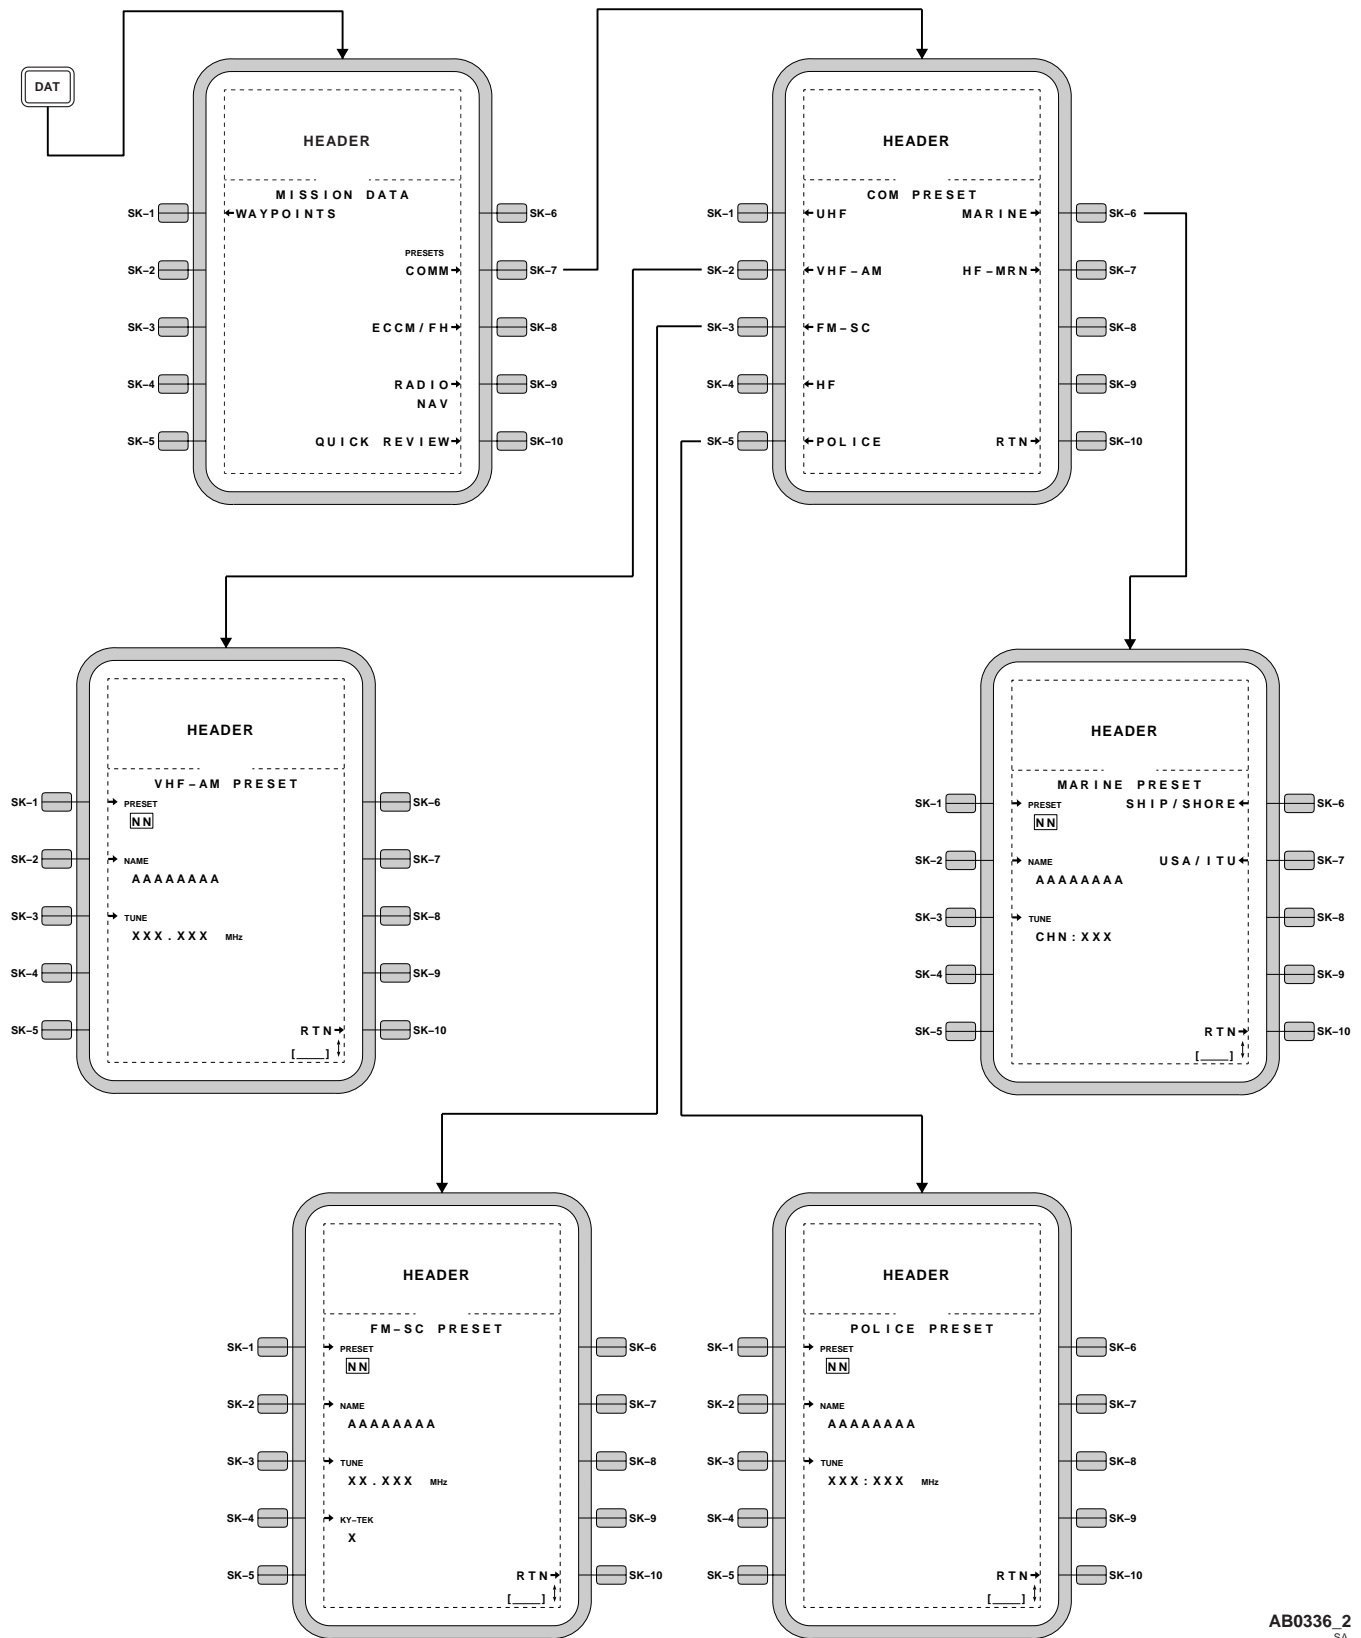 DAT
HEADER
MISSION DATA
SK–1 ←WAYPOINTS SK–6
PRESETS
SK–2 COMM→ SK–7
SK–3 ECCM/FH→ SK–8
SK–4 RADIO→ SK–9
NAV
SK–5 QUICK REVIEW→ SK–10
HEADER
COM PRESET
SK–1 ←UHF MARINE→ SK–6
SK–2 ←VHF–AM HF–MRN→ SK–7
SK–3 ←FM–SC SK–8
SK–4 ←HF SK–9
SK–5 ←POLICE RTN→ SK–10
HEADER
VHF–AM PRESET
SK–1 → PRESET SK–6
NN
SK–2 → NAME SK–7
AAAAAAAA
SK–3 → TUNE SK–8
XXX.XXX MHz
SK–4 SK–9
SK–5 RTN→ SK–10
[____]↕
HEADER
MARINE PRESET
SK–1 → PRESET SHIP/SHORE← SK–6
NN
SK–2 → NAME USA/ITU← SK–7
AAAAAAAA
SK–3 → TUNE SK–8
CHN:XXX
SK–4 SK–9
SK–5 RTN→ SK–10
[____]↕
HEADER
FM–SC PRESET
SK–1 → PRESET SK–6
NN
SK–2 → NAME SK–7
AAAAAAAA
SK–3 → TUNE SK–8
XX.XXX MHz
SK–4 → KY–TEK SK–9
X
SK–5 RTN→ SK–10
[____]↕
HEADER
POLICE PRESET
SK–1 → PRESET SK–6
NN
SK–2 → NAME SK–7
AAAAAAAA
SK–3 → TUNE SK–8
XXX:XXX MHz
SK–4 SK–9
SK–5 RTN→ SK–10
[____]↕
AB0336_2
SA